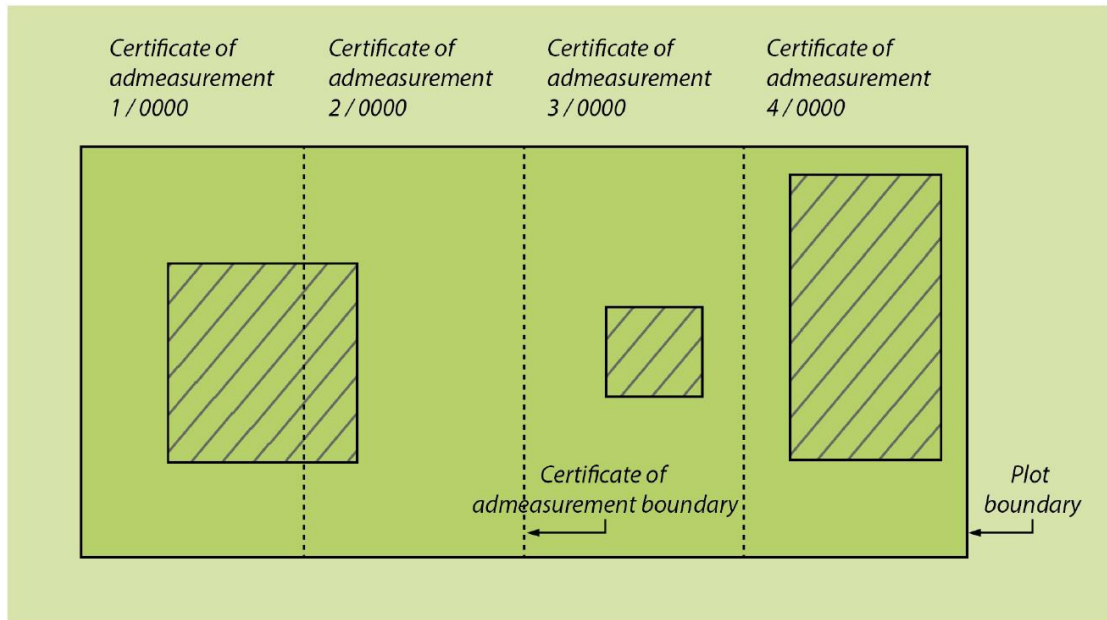 Certificate of
admeasurement
1 / 0000
Certificate of
admeasurement
2 / 0000
Certificate of
admeasurement
3 / 0000
Certificate of
admeasurement
4 / 0000
Certificate of
admeasurement boundary
Plot
boundary